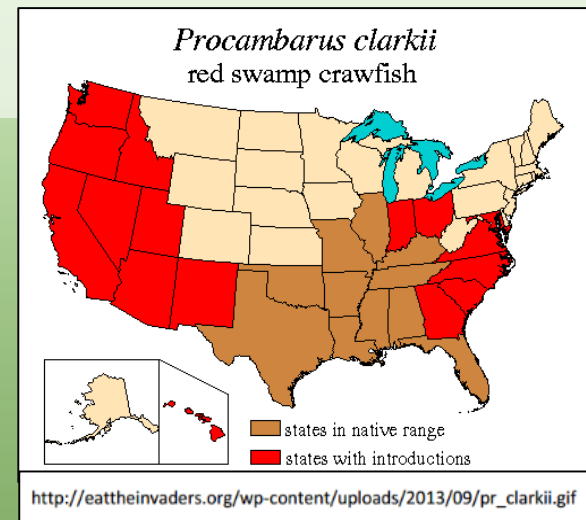 Procambarus clarkii
red swamp crawfish
states in native range
states with introductions
http://eattheinvaders.org/wp-content/uploads/2013/09/pr_clarkii.gif